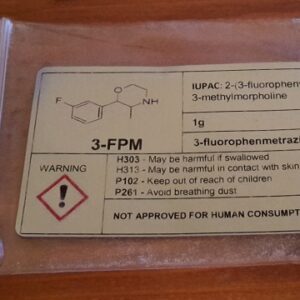 IUPAC: 2-(3-fluorophen
3-methylmorpholine
F
O
NH
1g
3-FPM
3-fluorophenmetraz
WARNING
H303 - May be harmful if swallowed
H313 - May be harmful in contact with skin
P102 - Keep out of reach of children
P261 - Avoid breathing dust
NOT APPROVED FOR HUMAN CONSUMPT